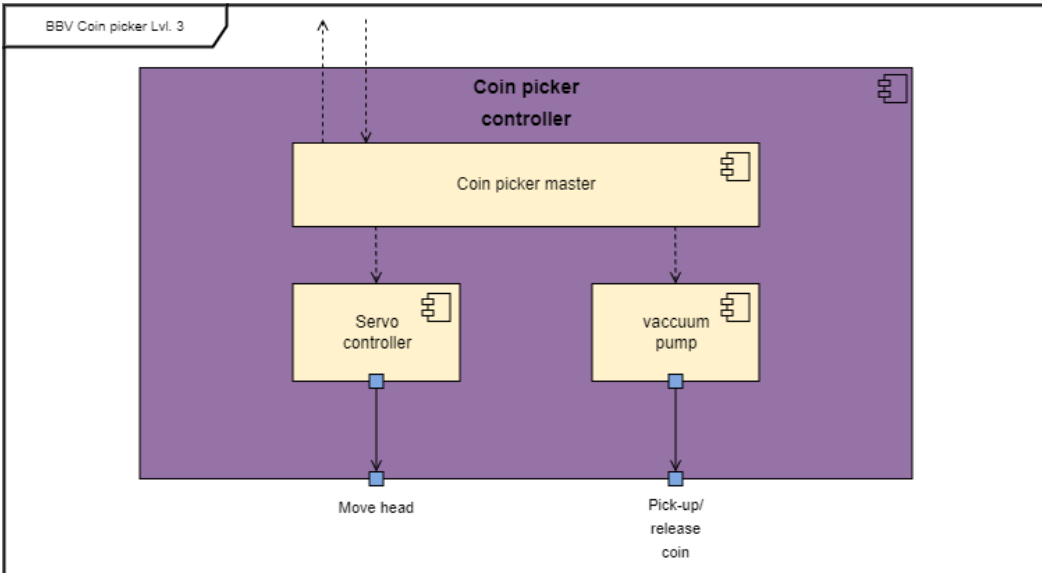 BBV Coin picker Lvl. 3
Coin picker
controller
Coin picker master
Servo
controller
vaccuum
pump
Move head
Pick-up/
release
coin